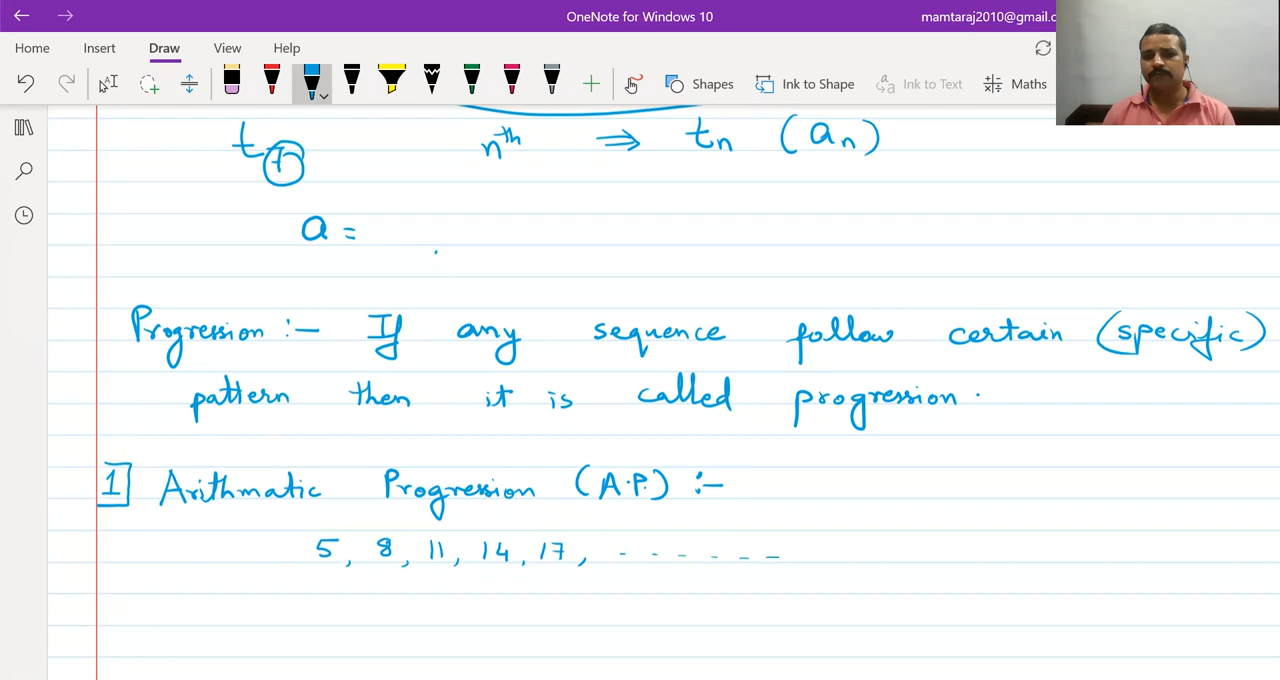 OneNote for Windows 10
mamtaraj2010@gmail.c
Home Insert Draw View Help
Shapes Ink to Shape Ink to Text Maths
t₇ nᵗʰ ⇒ tₙ (aₙ)
a =
Progression :- If any sequence follow certain (specific)
pattern then it is called progression.
1 Arithmatic Progression (A.P.) :-
5, 8, 11, 14, 17, - - - - - -